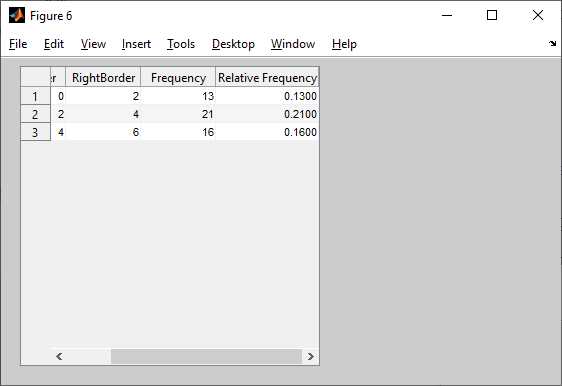 Figure 6
File Edit View Insert Tools Desktop Window Help
er RightBorder Frequency Relative Frequency
1 0 2 13 0.1300
2 2 4 21 0.2100
3 4 6 16 0.1600